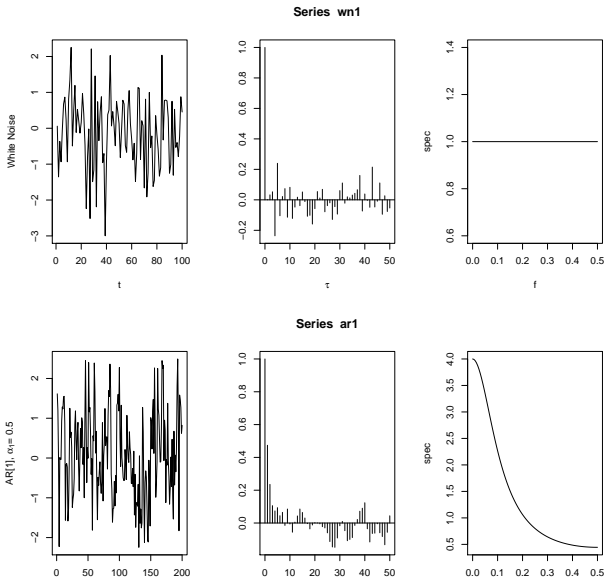 Series wn1
White Noise
2
1
0
-1
-2
-3
0 20 40 60 80 100
t
1.0
0.8
0.6
0.4
0.2
0.0
-0.2
0 10 20 30 40 50
τ
spec
1.4
1.2
1.0
0.8
0.6
0.0 0.1 0.2 0.3 0.4 0.5
f
Series ar1
AR[1], α1= 0.5
2
1
0
-1
-2
0 50 100 150 200
1.0
0.8
0.6
0.4
0.2
0.0
0 10 20 30 40 50
spec
4.0
3.5
3.0
2.5
2.0
1.5
1.0
0.5
0.0 0.1 0.2 0.3 0.4 0.5